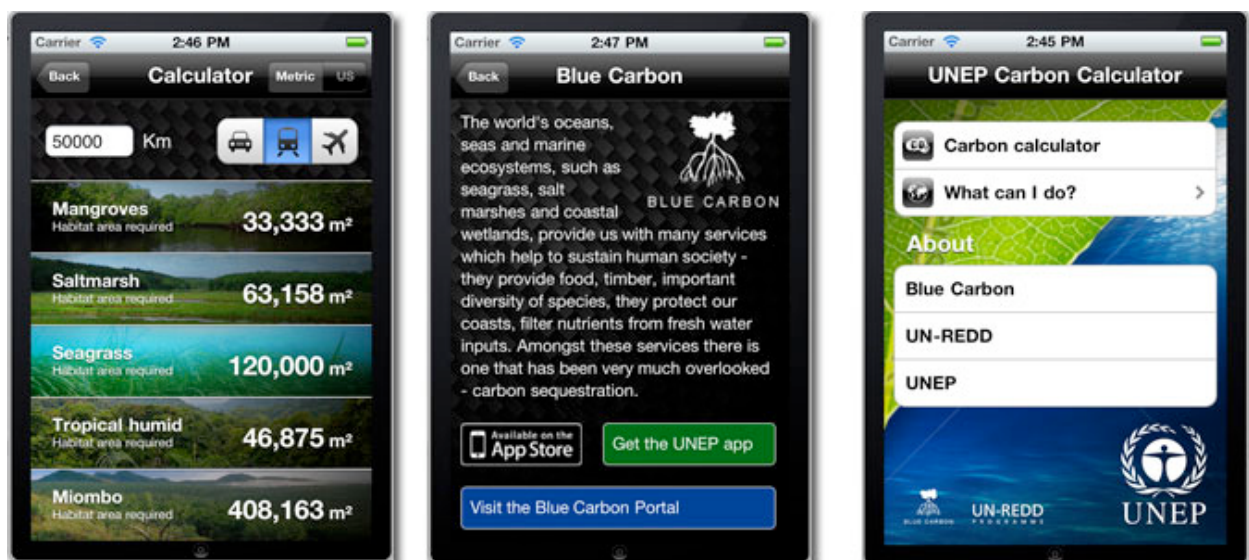 Carrier 2:46 PM
Back Calculator Metric US
50000 Km
Mangroves
Habitat area required
33,333 m²
Saltmarsh
Habitat area required
63,158 m²
Seagrass
Habitat area required
120,000 m²
Tropical humid
Habitat area required
46,875 m²
Miombo
Habitat area required
408,163 m²
Carrier 2:47 PM
Back Blue Carbon
The world's oceans,
seas and marine
ecosystems, such as
seagrass, salt
marshes and coastal
wetlands, provide us with many services
which help to sustain human society -
they provide food, timber, important
diversity of species, they protect our
coasts, filter nutrients from fresh water
inputs. Amongst these services there is
one that has been very much overlooked
- carbon sequestration.
BLUE CARBON
Available on the
App Store
Get the UNEP app
Visit the Blue Carbon Portal
Carrier 2:45 PM
UNEP Carbon Calculator
CO₂ Carbon calculator
What can I do?
About
Blue Carbon
UN-REDD
UNEP
BLUE CARBON
UN-REDD
PROGRAMME
UNEP